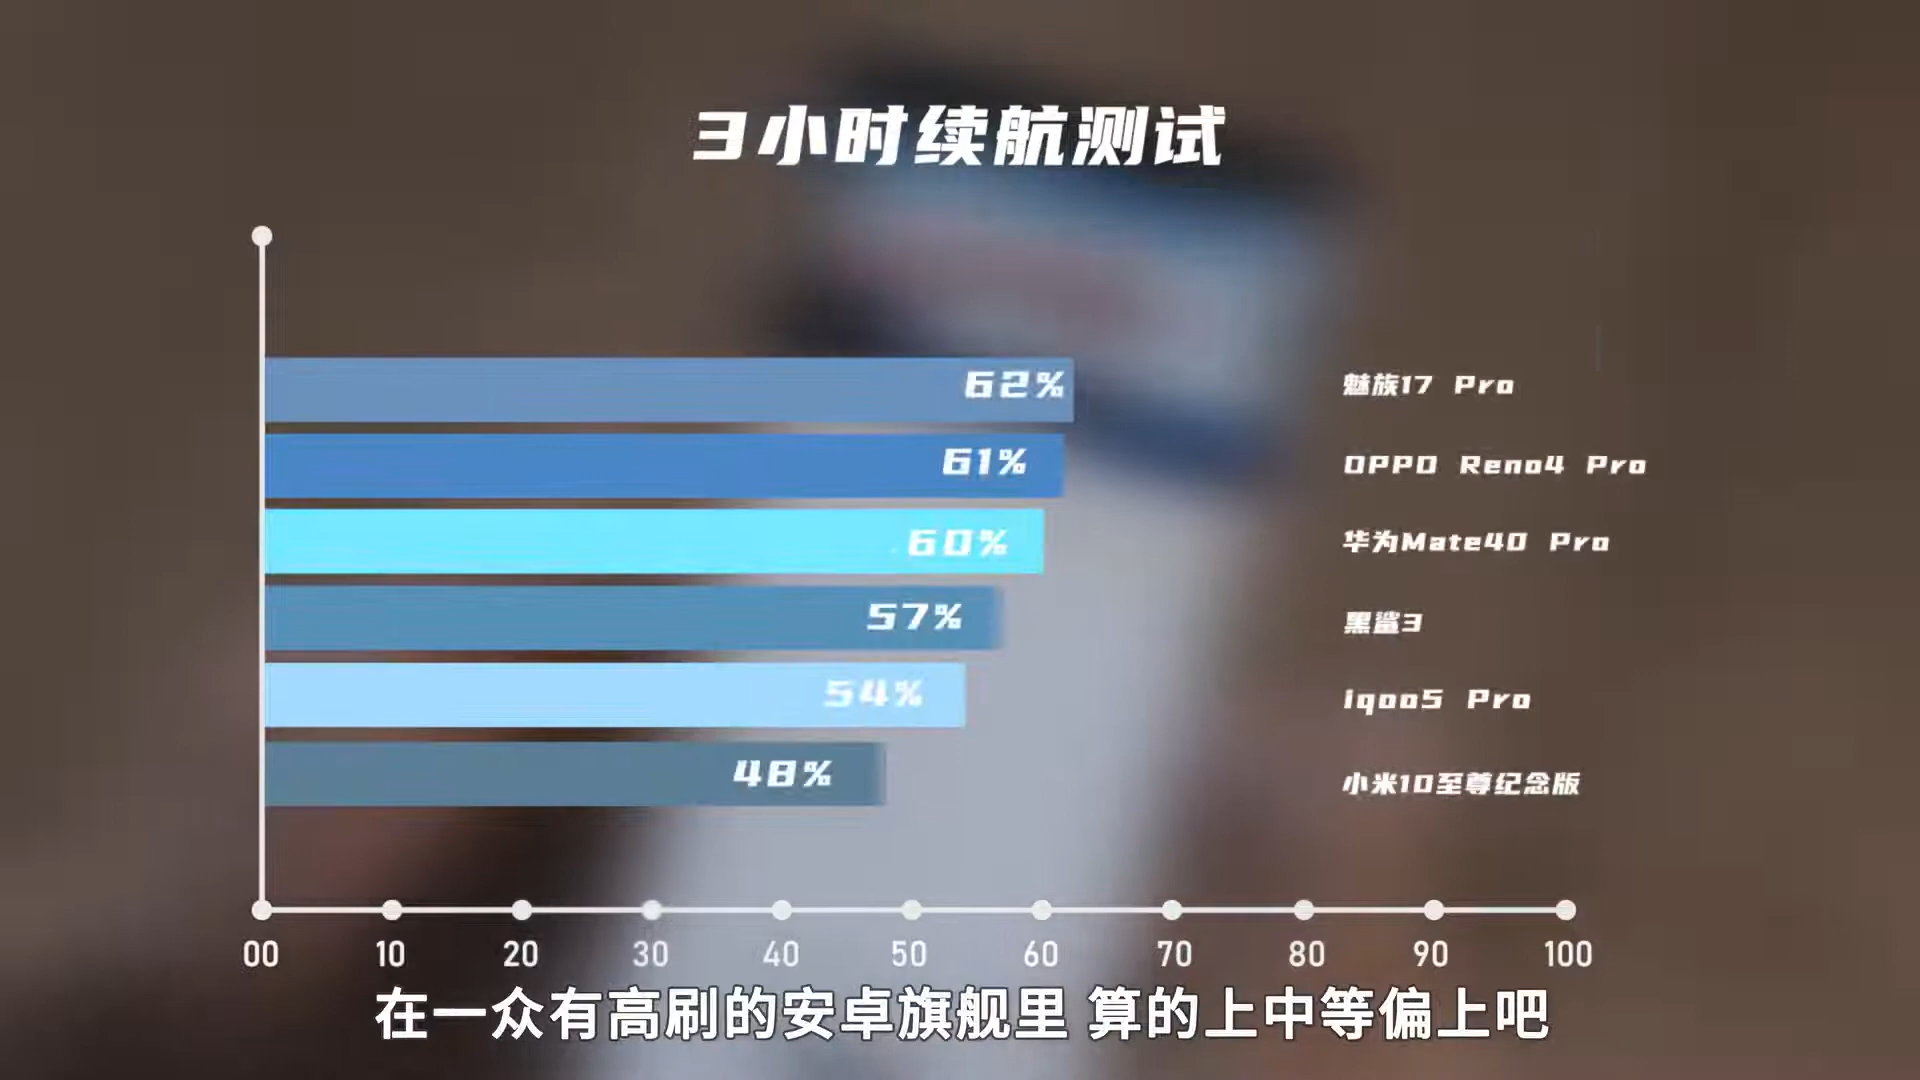 3小时续航测试
62% 魅族17 Pro
61% OPPO Reno4 Pro
60% 华为Mate40 Pro
57% 黑鲨3
54% iqoo5 Pro
48% 小米10至尊纪念版
00 10 20 30 40 50 60 70 80 90 100
在一众有高刷的安卓旗舰里 算的上中等偏上吧